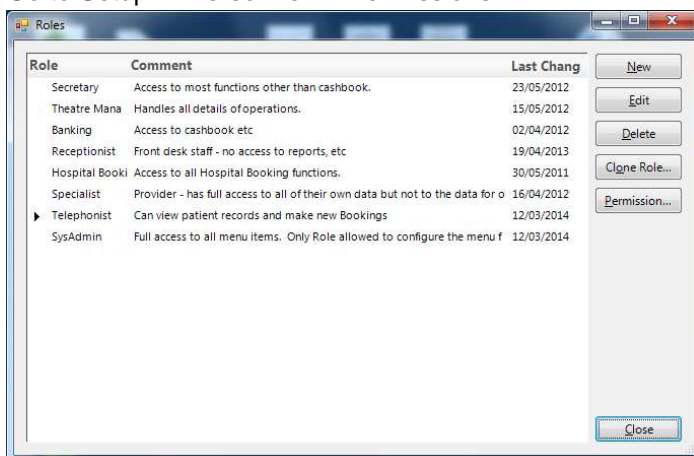 Roles
Role Comment Last Chang
Secretary Access to most functions other than cashbook. 23/05/2012
Theatre Mana Handles all details of operations. 15/05/2012
Banking Access to cashbook etc 02/04/2012
Receptionist Front desk staff - no access to reports, etc 19/04/2013
Hospital Booki Access to all Hospital Booking functions. 30/05/2011
Specialist Provider - has full access to all of their own data but not to the data for o 16/04/2012
Telephonist Can view patient records and make new Bookings 12/03/2014
SysAdmin Full access to all menu items. Only Role allowed to configure the menu f 12/03/2014
New
Edit
Delete
Clone Role...
Permission...
Close